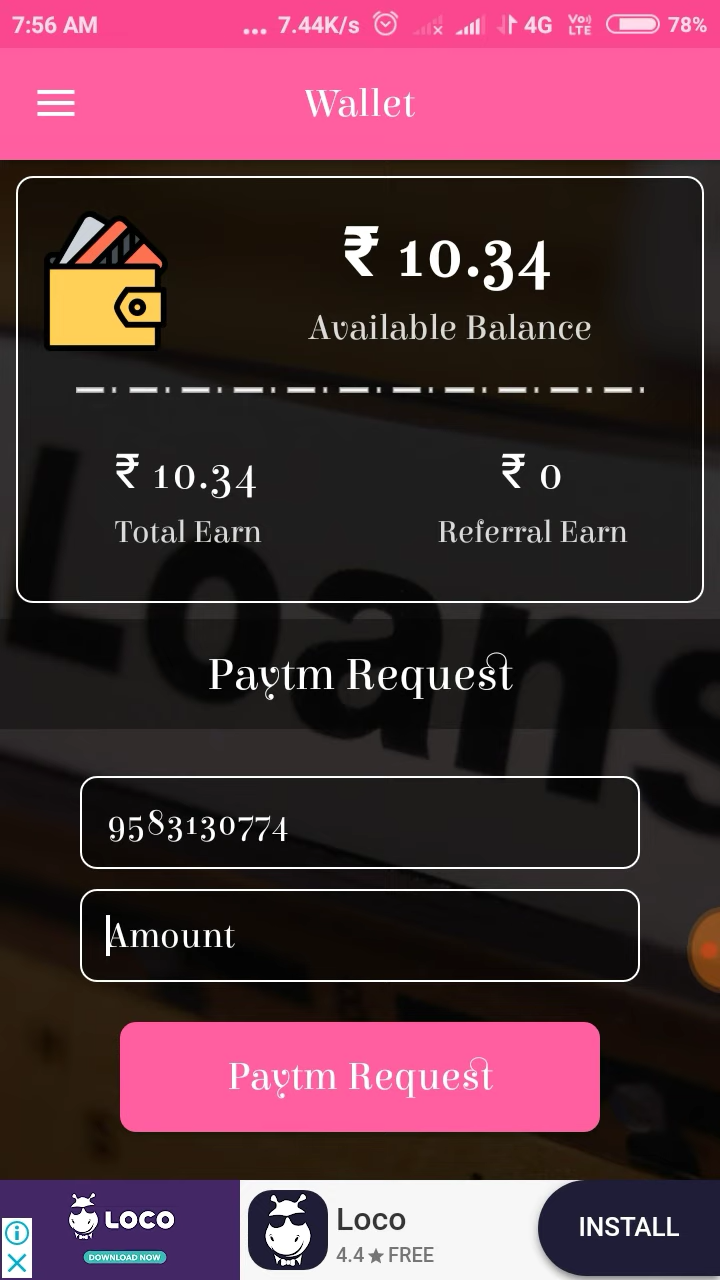 7:56 AM ... 7.44K/s 4G Vo)) LTE 78%
Wallet
₹ 10.34
Available Balance
₹ 10.34 ₹ 0
Total Earn Referral Earn
Loans
Paytm Request
9583130774
Amount
Paytm Request
LOCO
DOWNLOAD NOW
Loco
4.4★FREE
INSTALL